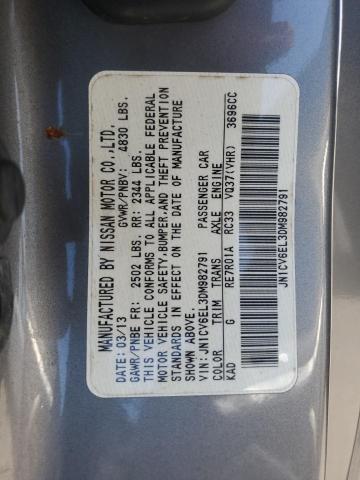 MANUFACTURED BY NISSAN MOTOR CO.,LTD.
DATE: 03/13 GVWR/PNBV: 4830 LBS.
GAWR/PNBE FR: 2502 LBS. RR: 2344 LBS.
THIS VEHICLE CONFORMS TO ALL APPLICABLE FEDERAL
MOTOR VEHICLE SAFETY,BUMPER,AND THEFT PREVENTION
STANDARDS IN EFFECT ON THE DATE OF MANUFACTURE
SHOWN ABOVE.
VIN:JN1CV6EL3DM982791 PASSENGER CAR
COLOR TRIM TRANS AXLE ENGINE
KAD G RE7R01A RC33 VQ37(VHR) 3696CC
JN1CV6EL3DM982791